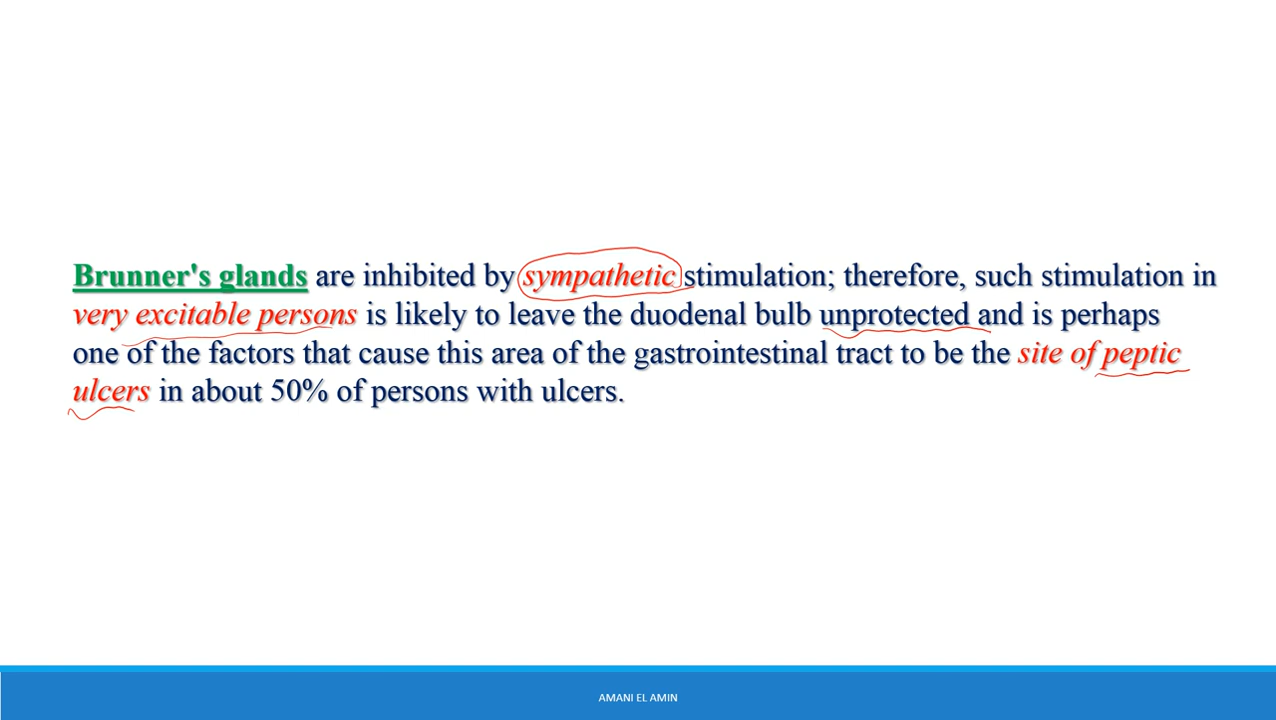 Brunner's glands are inhibited by sympathetic stimulation; therefore, such stimulation in
very excitable persons is likely to leave the duodenal bulb unprotected and is perhaps
one of the factors that cause this area of the gastrointestinal tract to be the site of peptic
ulcers in about 50% of persons with ulcers.
AMANI EL AMIN